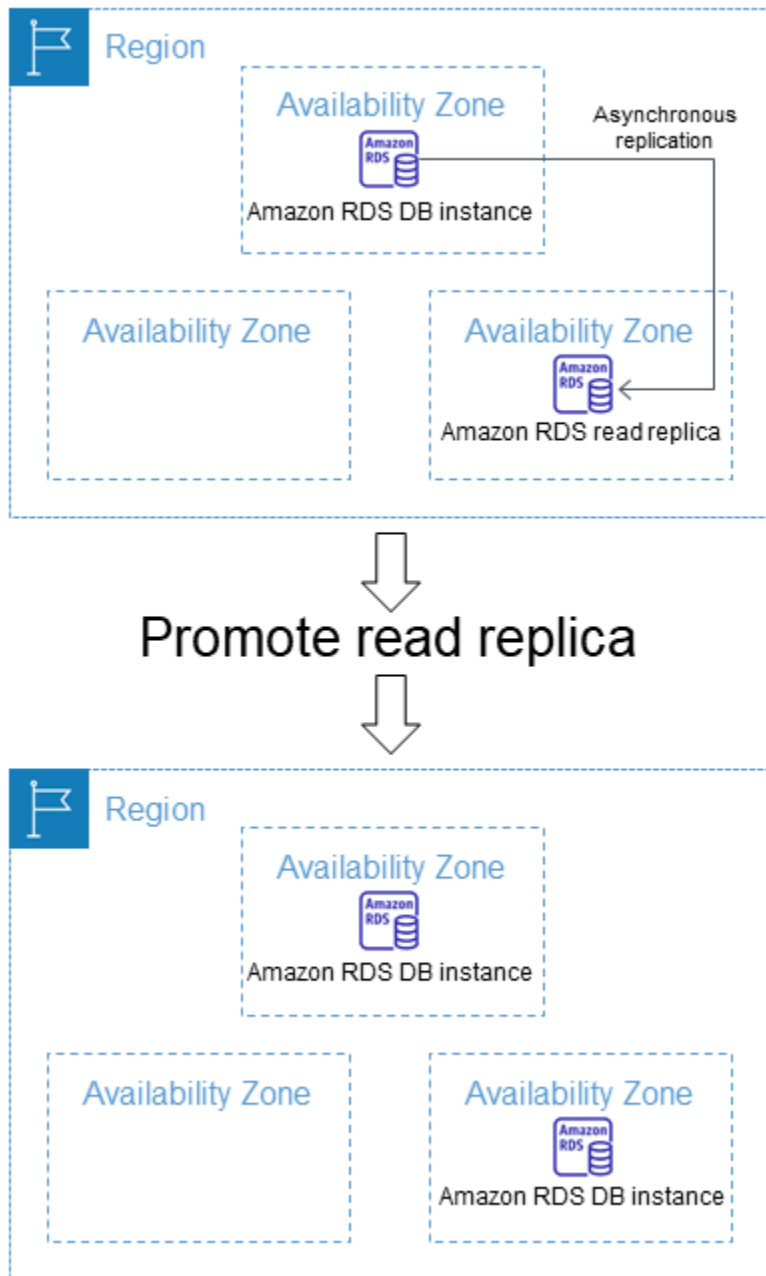 Region
Availability Zone
Asynchronous
replication
Amazon
RDS
Amazon RDS DB instance
Availability Zone
Availability Zone
Amazon
RDS
Amazon RDS read replica
Promote read replica
Region
Availability Zone
Amazon
RDS
Amazon RDS DB instance
Availability Zone
Availability Zone
Amazon
RDS
Amazon RDS DB instance